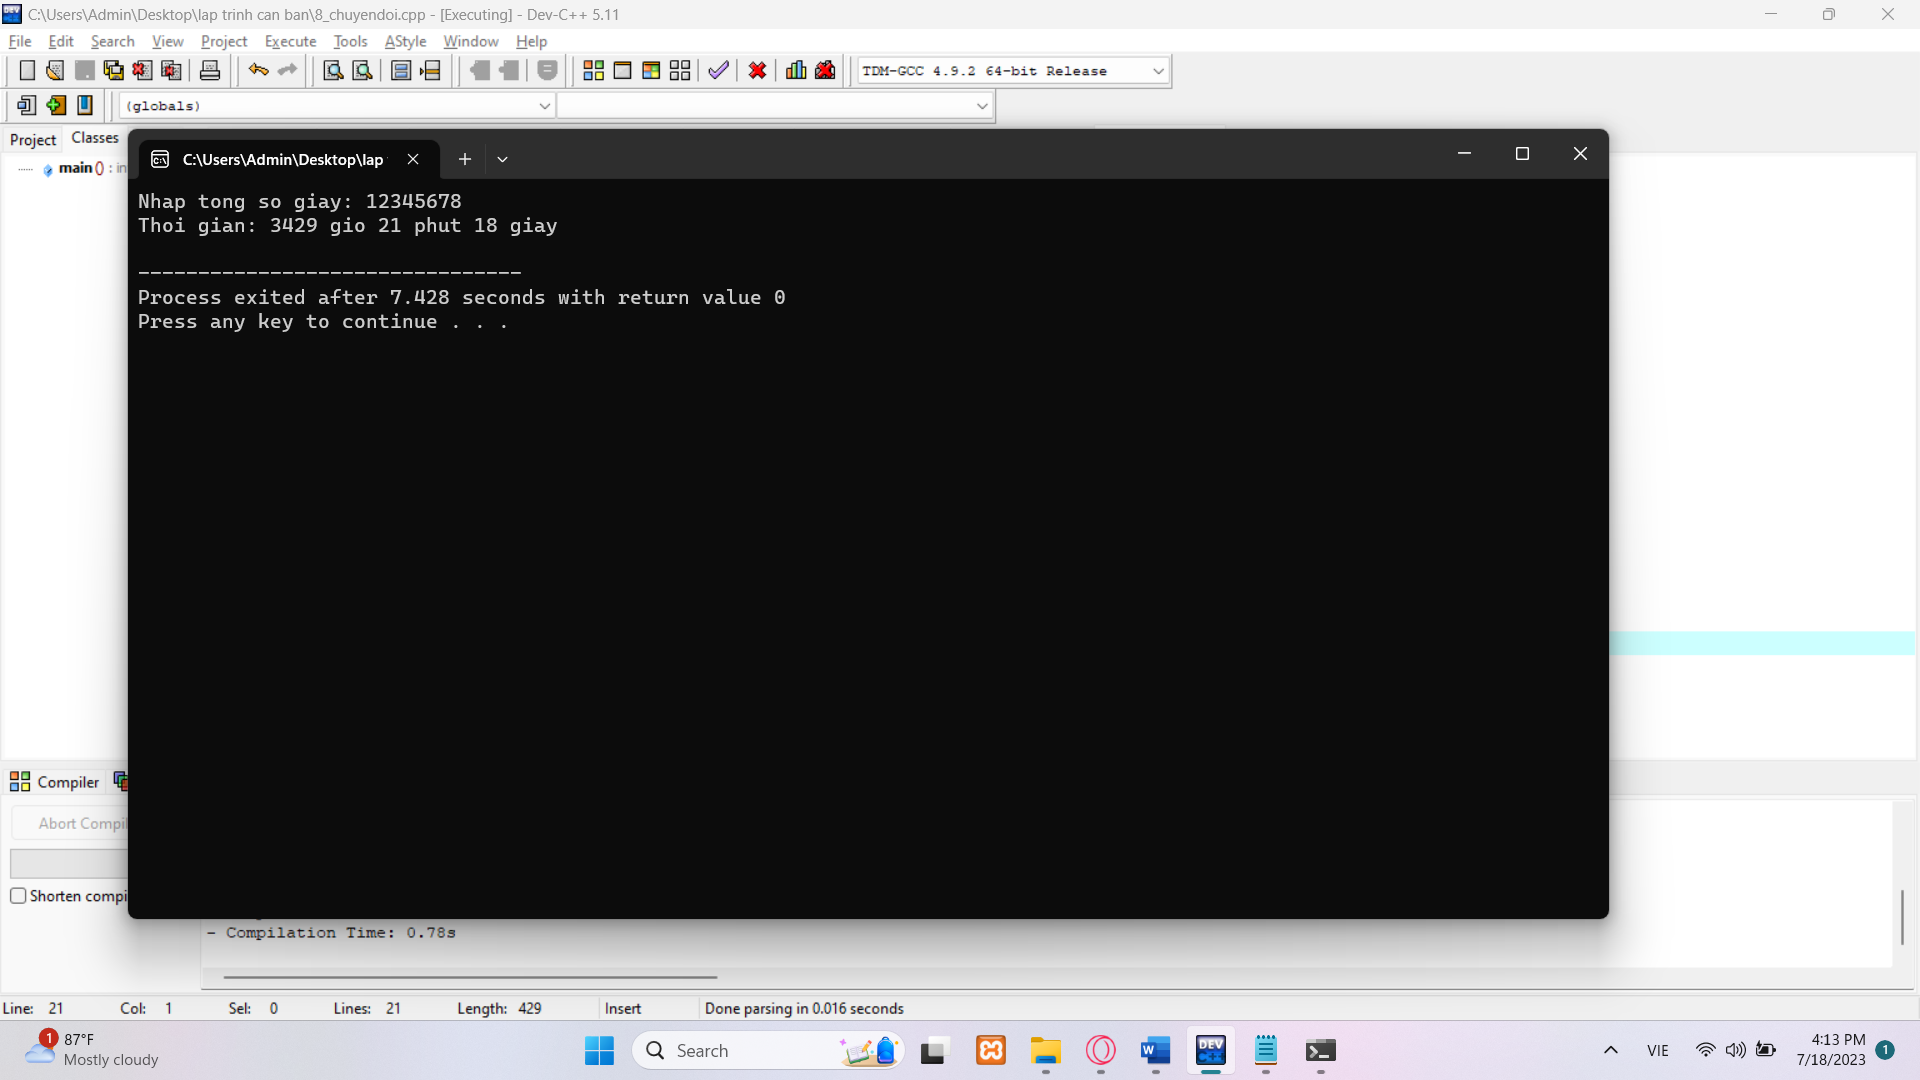 C:\Users\Admin\Desktop\lap trinh can ban\8_chuyendoi.cpp - [Executing] - Dev-C++ 5.11
File Edit Search View Project Execute Tools AStyle Window Help
TDM-GCC 4.9.2 64-bit Release
(globals)
Project Classes
main () : in
C:\Users\Admin\Desktop\lap
Nhap tong so giay: 12345678
Thoi gian: 3429 gio 21 phut 18 giay
--------------------------------
Process exited after 7.428 seconds with return value 0
Press any key to continue . . .
Compiler
Abort Compil
Shorten compi
- Compilation Time: 0.78s
Line: 21 Col: 1 Sel: 0 Lines: 21 Length: 429 Insert Done parsing in 0.016 seconds
1
87°F
Mostly cloudy
Search
W
DEV
VIE
4:13 PM
7/18/2023
1